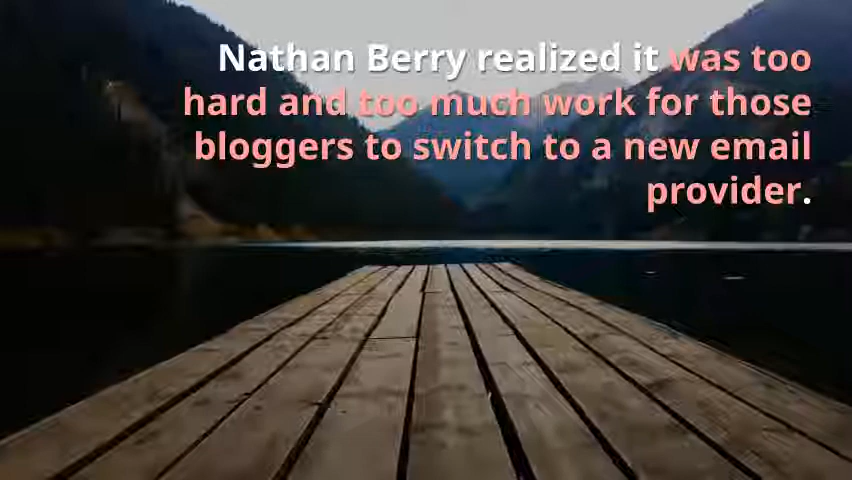 Nathan Berry realized it was too
hard and too much work for those
bloggers to switch to a new email
provider.